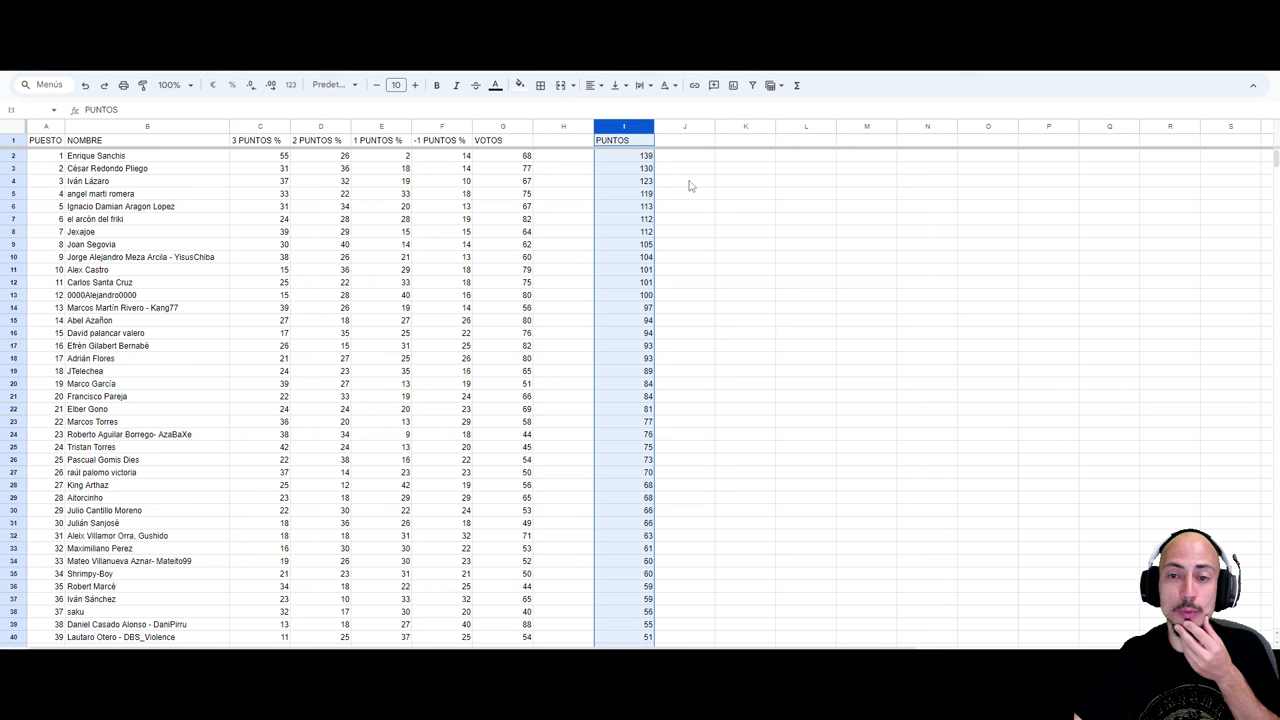 Menús 100% € % .0 .00 123 Predet... 10 B I A Σ
I:I fx PUNTOS
A B C D E F G H I J K L M N O P Q R S
1 PUESTO NOMBRE 3 PUNTOS % 2 PUNTOS % 1 PUNTOS % -1 PUNTOS % VOTOS PUNTOS
2 1 Enrique Sanchis 55 26 2 14 68 139
3 2 César Redondo Pliego 31 36 18 14 77 130
4 3 Iván Lázaro 37 32 19 10 67 123
5 4 angel marti romera 33 22 33 18 75 119
6 5 Ignacio Damian Aragon Lopez 31 34 20 13 67 113
7 6 el arcón del friki 24 28 28 19 82 112
8 7 Jexajoe 39 29 15 15 64 112
9 8 Joan Segovia 30 40 14 14 62 105
10 9 Jorge Alejandro Meza Arcila - YisusChiba 38 26 21 13 60 104
11 10 Alex Castro 15 36 29 18 79 101
12 11 Carlos Santa Cruz 25 22 33 18 75 101
13 12 0000Alejandro0000 15 28 40 16 80 100
14 13 Marcos Martín Rivero - Kang77 39 26 19 14 56 97
15 14 Abel Azañon 27 18 27 26 80 94
16 15 David palancar valero 17 35 25 22 76 94
17 16 Efrén Gilabert Bernabé 26 15 31 25 82 93
18 17 Adrián Flores 21 27 25 26 80 93
19 18 JTelechea 24 23 35 16 65 89
20 19 Marco García 39 27 13 19 51 84
21 20 Francisco Pareja 22 33 19 24 66 84
22 21 Elber Gono 24 24 20 23 69 81
23 22 Marcos Torres 36 20 13 29 58 77
24 23 Roberto Aguilar Borrego- AzaBaXe 38 34 9 18 44 76
25 24 Tristan Torres 42 24 13 20 45 75
26 25 Pascual Gomis Dies 22 38 16 22 54 73
27 26 raúl palomo victoria 37 14 23 23 50 70
28 27 King Arthaz 25 12 42 19 56 68
29 28 Aitorcinho 23 18 29 29 65 68
30 29 Julio Cantillo Moreno 22 30 22 24 53 66
31 30 Julián Sanjosé 18 36 26 18 49 66
32 31 Aleix Villamor Orra, Gushido 18 18 31 32 71 63
33 32 Maximiliano Perez 16 30 30 22 53 61
34 33 Mateo Villanueva Aznar- Mateito99 19 26 30 23 52 60
35 34 Shrimpy-Boy 21 23 31 21 50 60
36 35 Robert Marcè 34 18 22 25 44 59
37 36 Iván Sánchez 23 10 33 32 65 59
38 37 saku 32 17 30 20 40 56
39 38 Daniel Casado Alonso - DaniPirru 13 18 27 40 88 55
40 39 Lautaro Otero - DBS_Violence 11 25 37 25 54 51